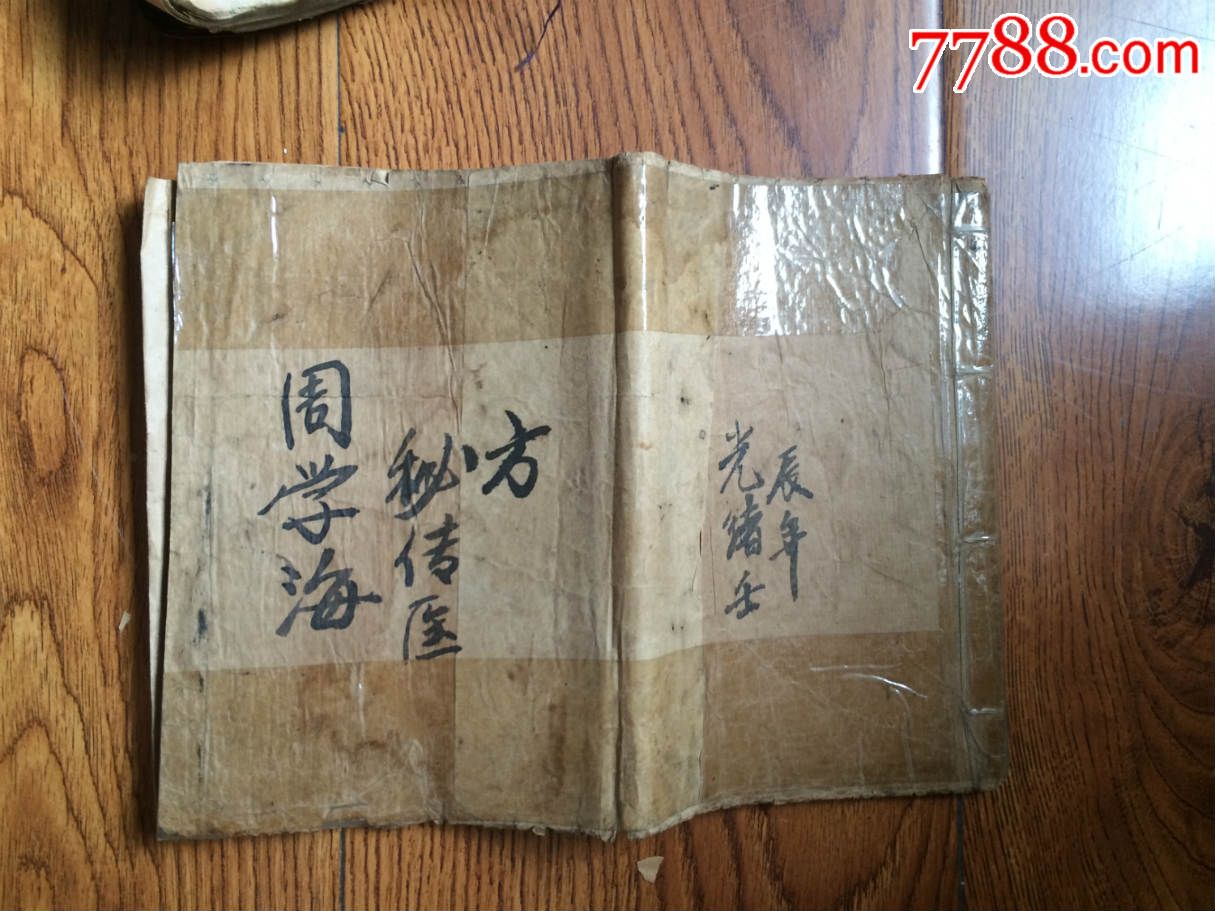 7788.com
周学海
秘传医
方
光绪壬
辰年